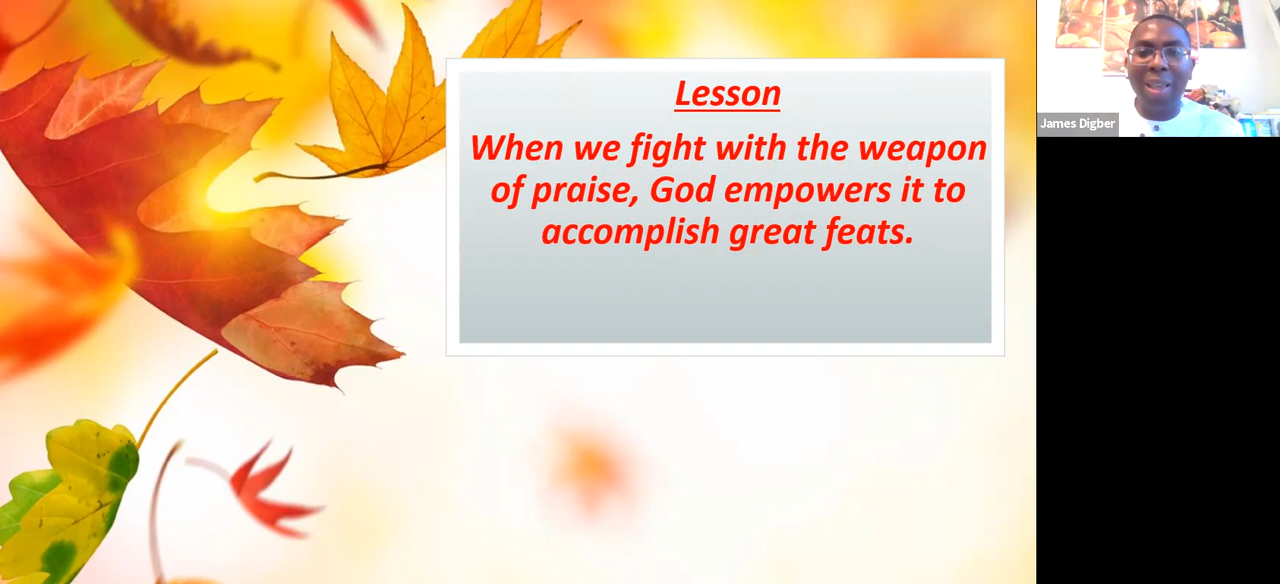 Lesson
When we fight with the weapon
of praise, God empowers it to
accomplish great feats.
James Digber